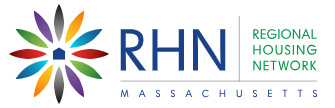 RHN
REGIONAL
HOUSING
NETWORK
MASSACHUSETTS